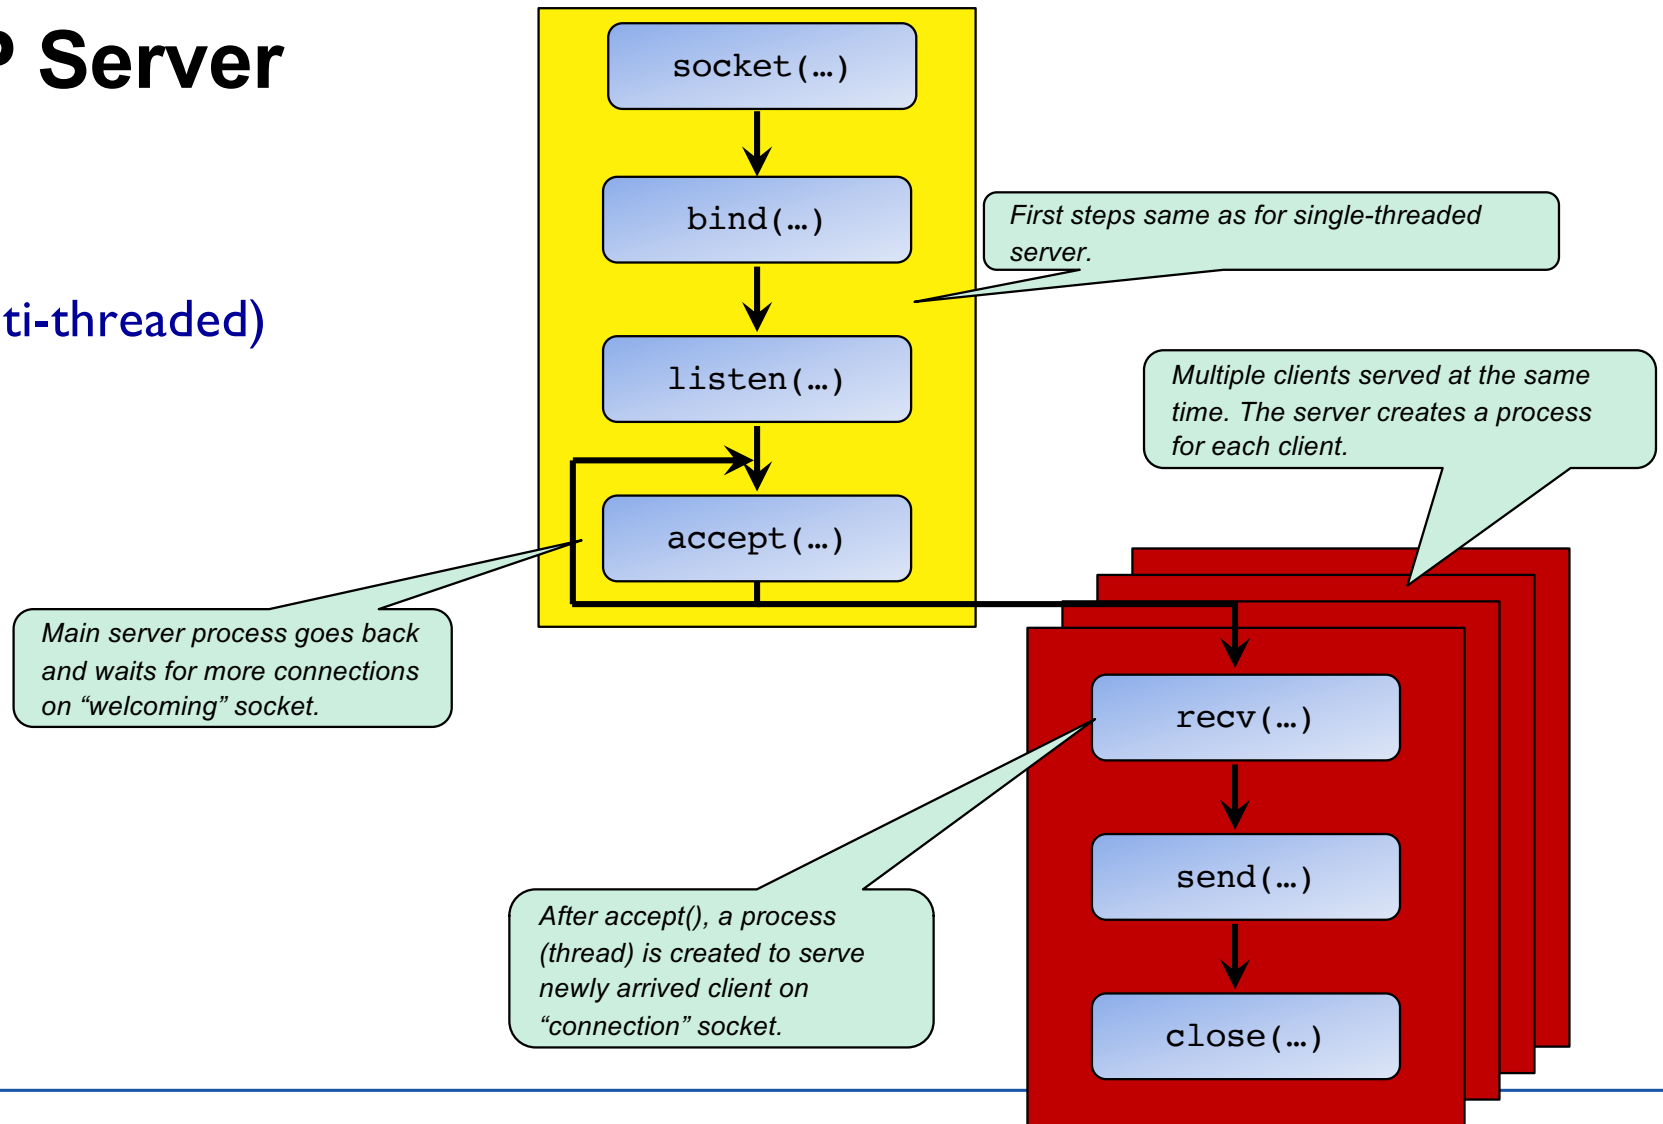 P Server
ti-threaded)
socket(…)
bind(…)
First steps same as for single-threaded
server.
listen(…)
Multiple clients served at the same
time. The server creates a process
for each client.
accept(…)
Main server process goes back
and waits for more connections
on “welcoming” socket.
recv(…)
After accept(), a process
(thread) is created to serve
newly arrived client on
“connection” socket.
send(…)
close(…)